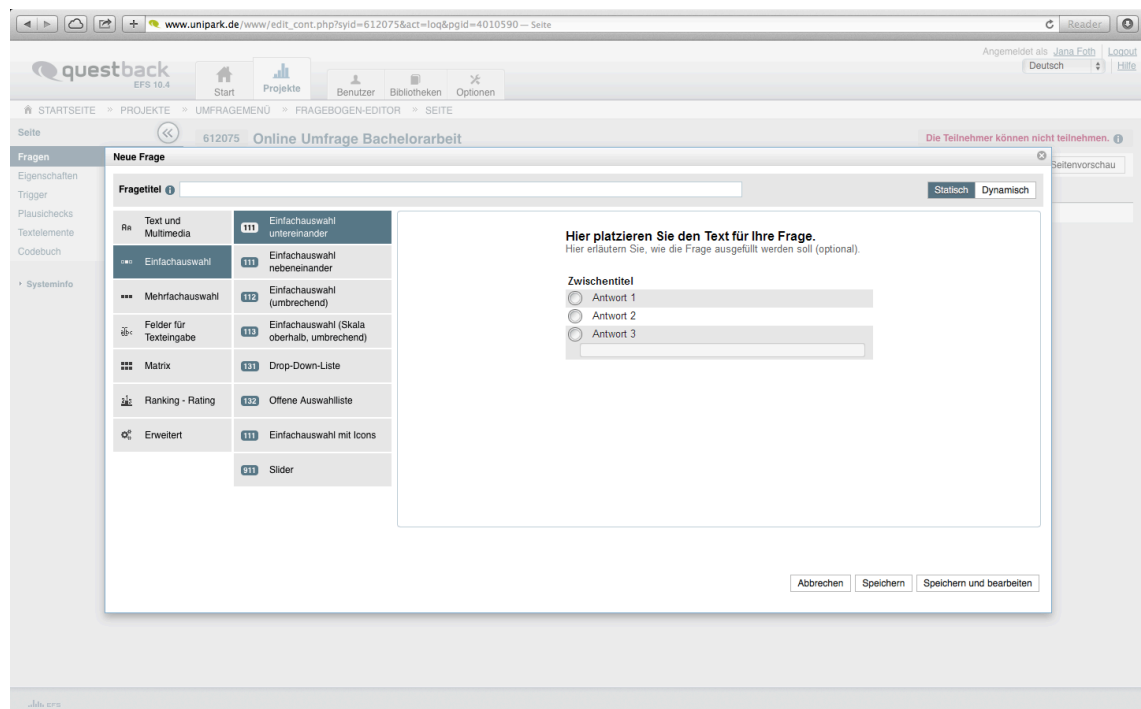 www.unipark.de/www/edit_cont.php?syid=612075&act=loq&pgid=4010590 — Seite
Reader
Angemeldet als Jana Foth Logout
Deutsch Hilfe
questback
EFS 10.4
Start
Projekte
Benutzer
Bibliotheken
Optionen
STARTSEITE » PROJEKTE » UMFRAGEMENÜ » FRAGEBOGEN-EDITOR » SEITE
Seite
612075 Online Umfrage Bachelorarbeit
Die Teilnehmer können nicht teilnehmen.
Fragen
Eigenschaften
Trigger
Plausichecks
Textelemente
Codebuch
Systeminfo
Seitenvorschau
Neue Frage
Fragetitel
Statisch Dynamisch
Text und
Multimedia
Einfachauswahl
Mehrfachauswahl
Felder für
Texteingabe
Matrix
Ranking - Rating
Erweitert
111 Einfachauswahl
untereinander
111 Einfachauswahl
nebeneinander
112 Einfachauswahl
(umbrechend)
113 Einfachauswahl (Skala
oberhalb, umbrechend)
131 Drop-Down-Liste
132 Offene Auswahlliste
111 Einfachauswahl mit Icons
911 Slider
Hier platzieren Sie den Text für Ihre Frage.
Hier erläutern Sie, wie die Frage ausgefüllt werden soll (optional).
Zwischentitel
Antwort 1
Antwort 2
Antwort 3
Abbrechen Speichern Speichern und bearbeiten
EFS